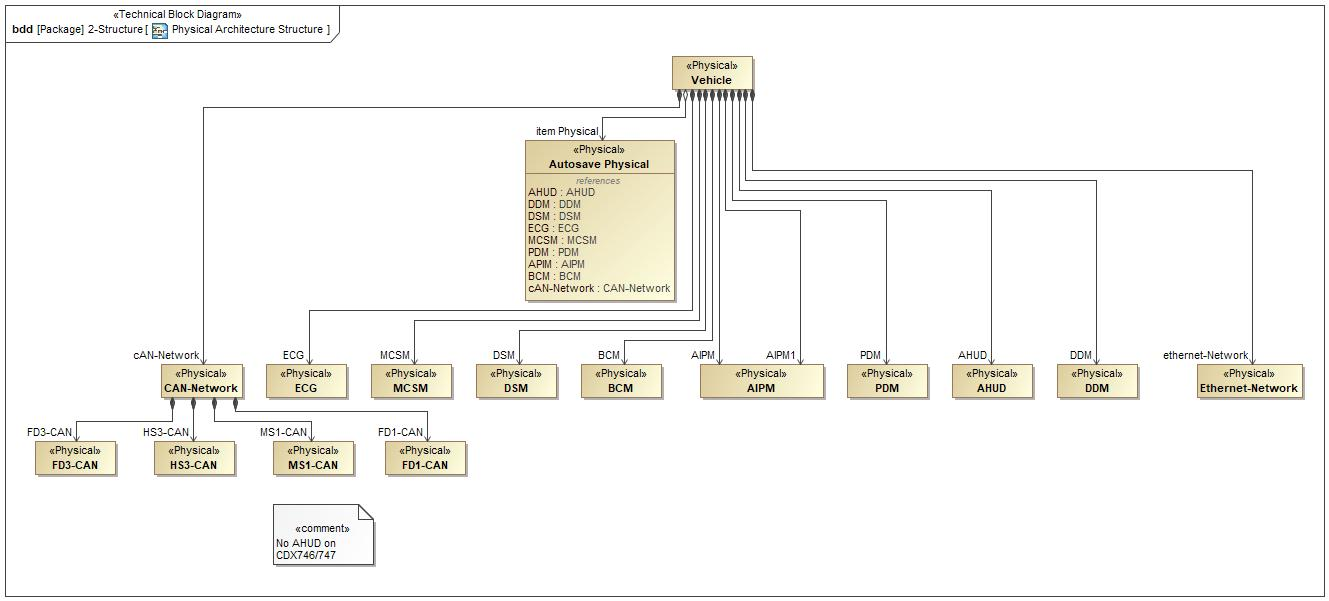 «Technical Block Diagram»
bdd [Package] 2-Structure [ Physical Architecture Structure ]
«Physical»
Vehicle
item Physical
«Physical»
Autosave Physical
references
AHUD : AHUD
DDM : DDM
DSM : DSM
ECG : ECG
MCSM : MCSM
PDM : PDM
APIM : AIPM
BCM : BCM
cAN-Network : CAN-Network
cAN-Network
ECG
MCSM
DSM
BCM
AIPM
AIPM1
PDM
AHUD
DDM
ethernet-Network
«Physical»
CAN-Network
«Physical»
ECG
«Physical»
MCSM
«Physical»
DSM
«Physical»
BCM
«Physical»
AIPM
«Physical»
PDM
«Physical»
AHUD
«Physical»
DDM
«Physical»
Ethernet-Network
FD3-CAN
HS3-CAN
MS1-CAN
FD1-CAN
«Physical»
FD3-CAN
«Physical»
HS3-CAN
«Physical»
MS1-CAN
«Physical»
FD1-CAN
«comment»
No AHUD on
CDX746/747